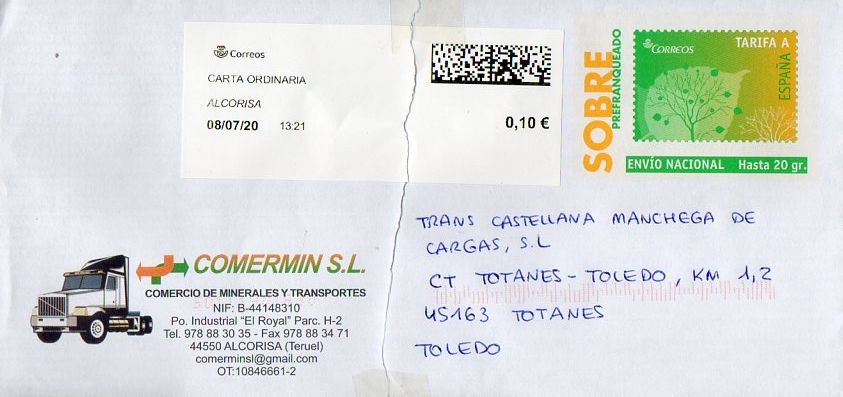 Correos
CARTA ORDINARIA
ALCORISA
08/07/20 13:21
0,10 €
SOBRE
PREFRANQUEADO
CORREOS
TARIFA A
ESPAÑA
ENVÍO NACIONAL Hasta 20 gr.
COMERMIN S.L.
COMERCIO DE MINERALES Y TRANSPORTES
NIF: B-44148310
Po. Industrial "El Royal" Parc. H-2
Tel. 978 88 30 35 - Fax 978 88 34 71
44550 ALCORISA (Teruel)
comerminsl@gmail.com
OT:10846661-2
TRANS CASTELLANA MANCHEGA DE
CARGAS, S.L
CT TOTANES - TOLEDO, KM 1,2
45163 TOTANES
TOLEDO